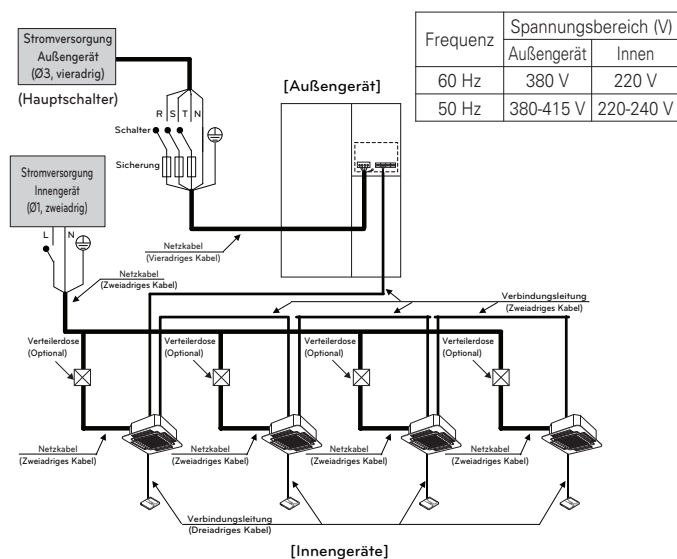 Stromversorgung
Außengerät
(Ø3, vieradrig)
(Hauptschalter)
Frequenz
Spannungsbereich (V)
Außengerät
Innen
60 Hz
380 V
220 V
50 Hz
380-415 V
220-240 V
[Außengerät]
R S T N
Schalter
Sicherung
Stromversorgung
Innengerät
(Ø1, zweiadrig)
L N
Netzkabel
(Vieradriges Kabel)
Netzkabel
(Zweiadriges Kabel)
Verbindungsleitung
(Zweiadriges Kabel)
Verteilerdose
(Optional)
Verteilerdose
(Optional)
Verteilerdose
(Optional)
Verteilerdose
(Optional)
Netzkabel
(Zweiadriges Kabel)
Netzkabel
(Zweiadriges Kabel)
Netzkabel
(Zweiadriges Kabel)
Netzkabel
(Zweiadriges Kabel)
Verbindungsleitung
(Dreiadriges Kabel)
[Innengeräte]